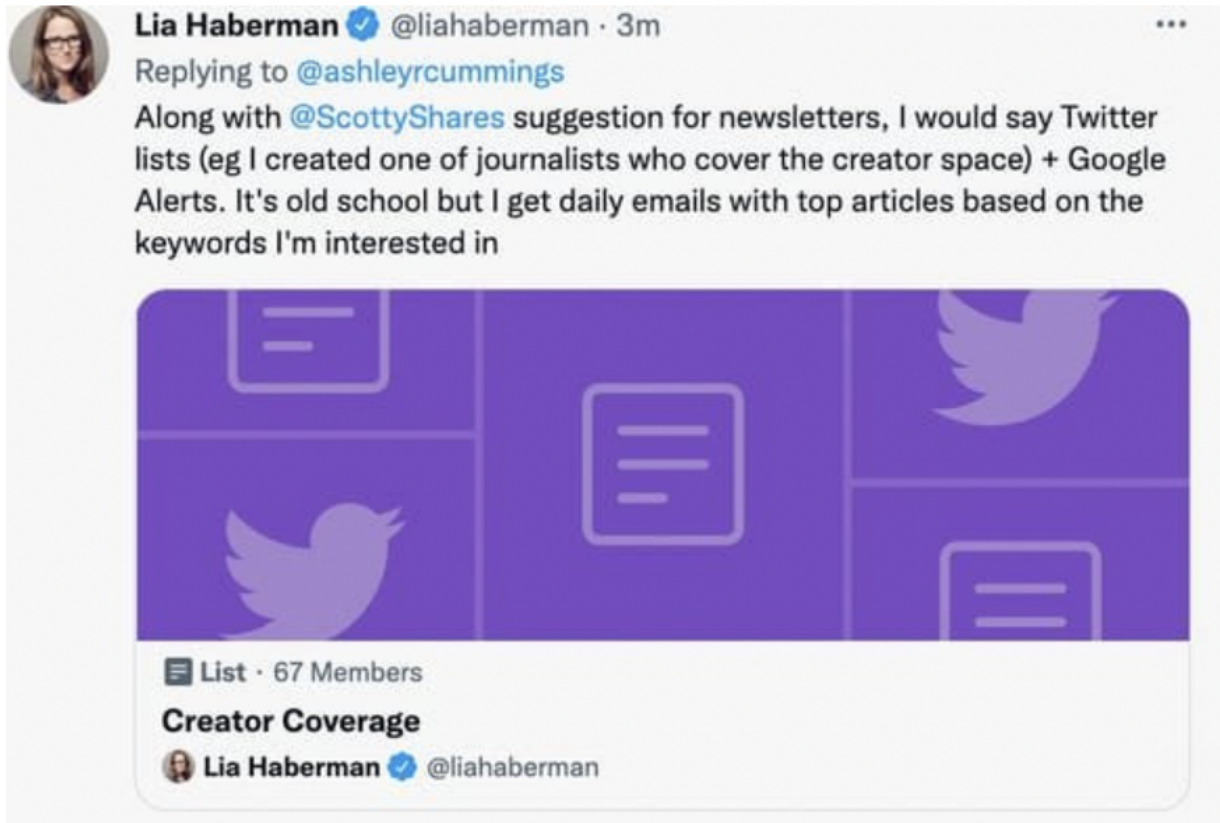 Lia Haberman @liahaberman · 3m
Replying to @ashleyrcummings
Along with @ScottyShares suggestion for newsletters, I would say Twitter
lists (eg I created one of journalists who cover the creator space) + Google
Alerts. It's old school but I get daily emails with top articles based on the
keywords I'm interested in
List · 67 Members
Creator Coverage
Lia Haberman @liahaberman